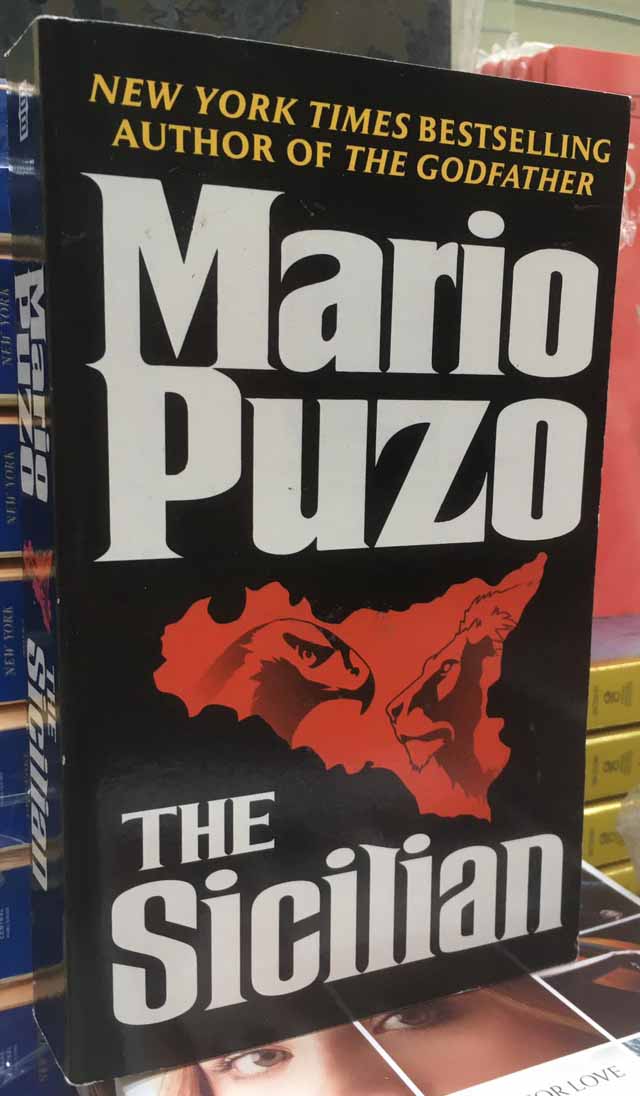 NEW YORK TIMES BESTSELLING
AUTHOR OF THE GODFATHER
Mario
Puzo
THE
Sicilian
Mario
Puzo
THE
Sicilian
NEW YORK
NEW YORK
NEW YORK
OR LOVE